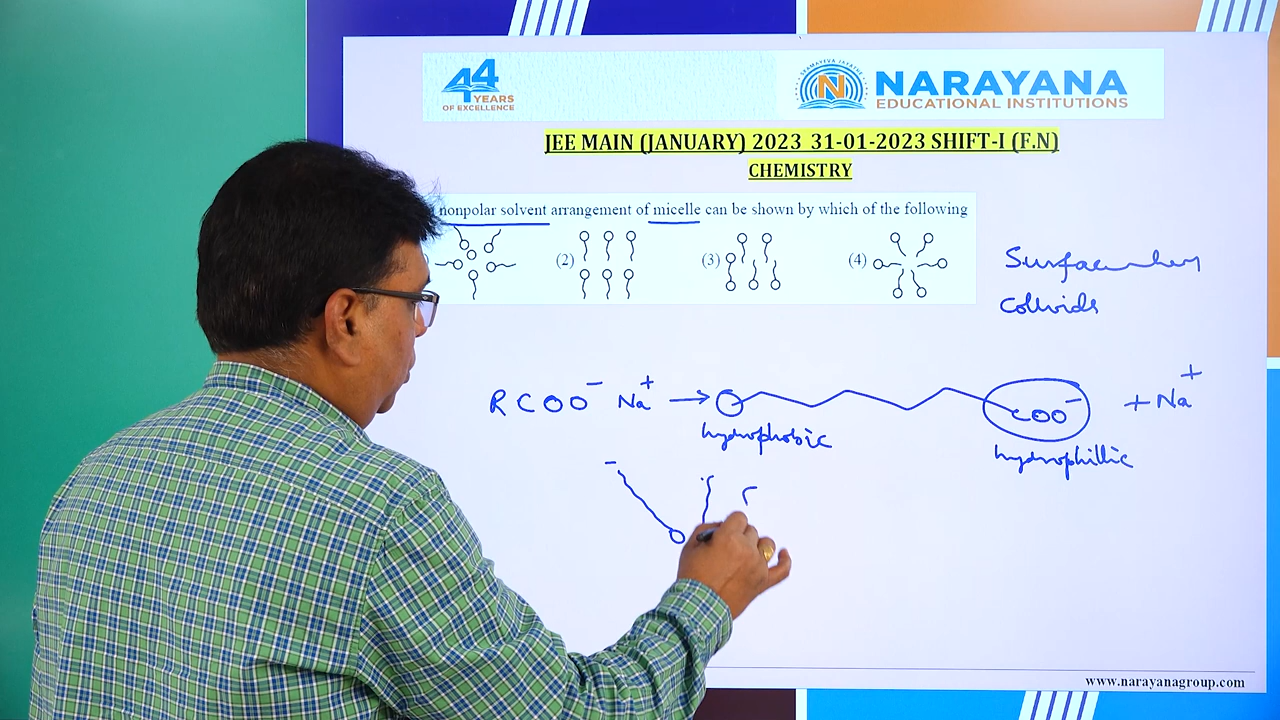 44
YEARS
OF EXCELLENCE
NARAYANA
EDUCATIONAL INSTITUTIONS
JEE MAIN (JANUARY) 2023 31-01-2023 SHIFT-I (F.N)
CHEMISTRY
nonpolar solvent arrangement of micelle can be shown by which of the following
(2) (3) (4)
colloids
RCOO⁻ Na⁺ → COO⁻ + Na⁺
hydrophobic
hydrophillic
www.narayanagroup.com